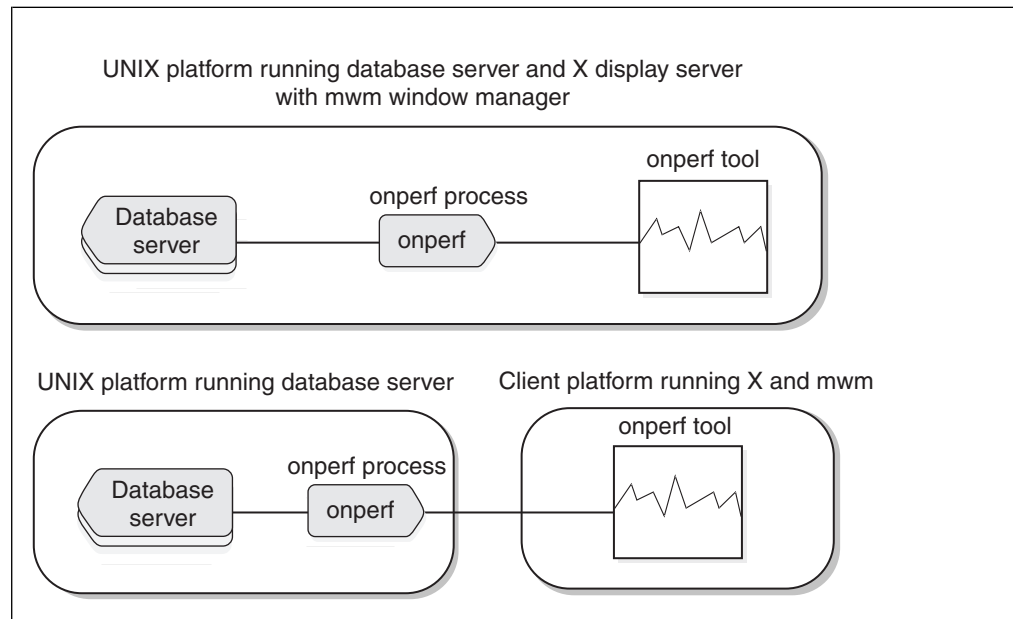 UNIX platform running database server and X display server
with mwm window manager
onperf tool
onperf process
Database
server
onperf
UNIX platform running database server
Client platform running X and mwm
onperf tool
onperf process
Database
server
onperf